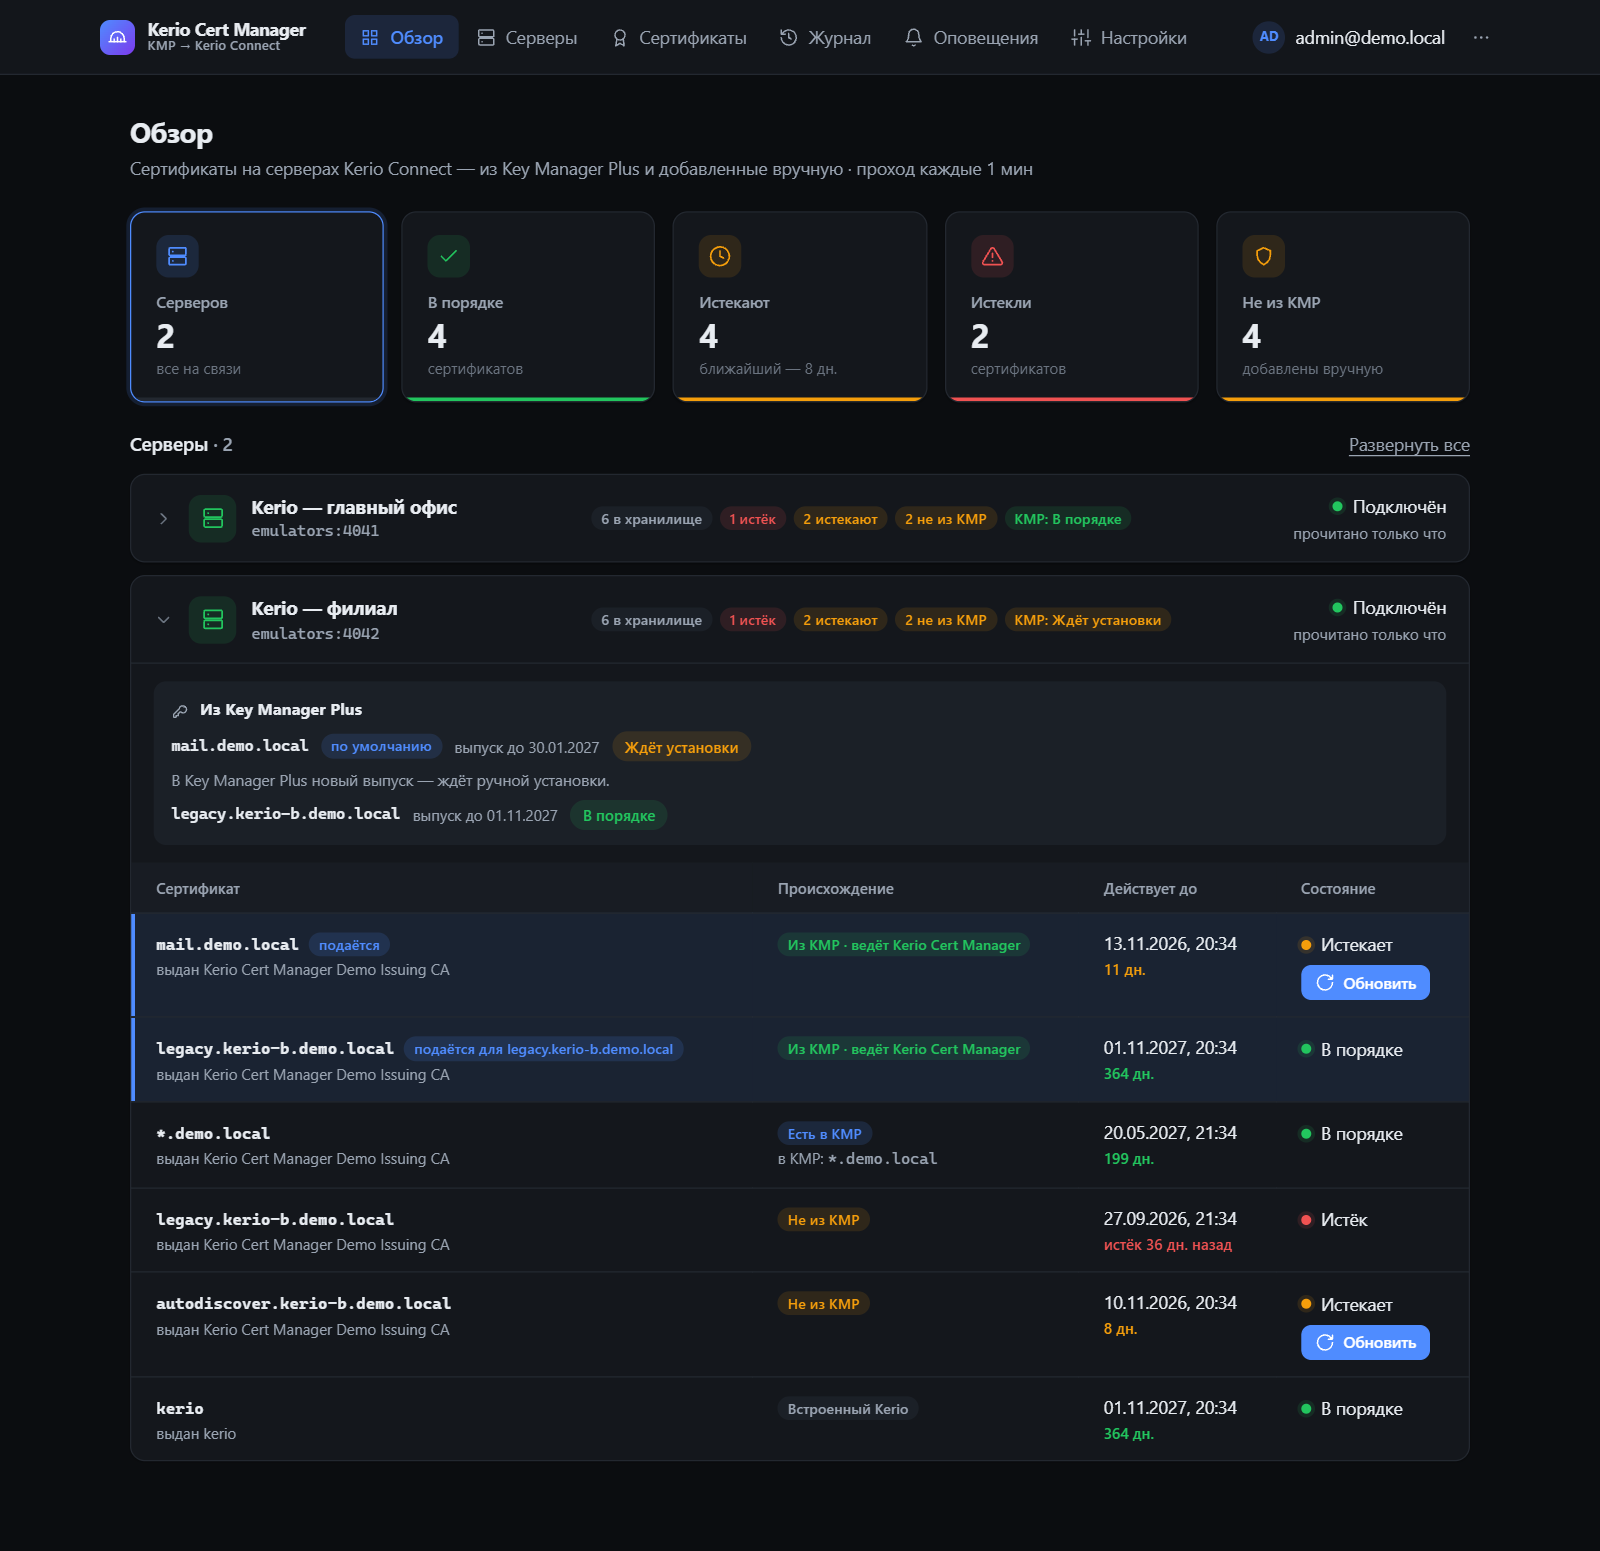 Kerio Cert Manager
KMP → Kerio Connect
Обзор
Серверы
Сертификаты
Журнал
Оповещения
Настройки
AD
admin@demo.local
···
Обзор
Сертификаты на серверах Kerio Connect — из Key Manager Plus и добавленные вручную · проход каждые 1 мин
Серверов
2
все на связи
В порядке
4
сертификатов
Истекают
4
ближайший — 8 дн.
Истекли
2
сертификатов
Не из KMP
4
добавлены вручную
Серверы · 2
Развернуть все
Kerio — главный офис
emulators:4041
6 в хранилище
1 истёк
2 истекают
2 не из KMP
KMP: В порядке
Подключён
прочитано только что
Kerio — филиал
emulators:4042
6 в хранилище
1 истёк
2 истекают
2 не из KMP
KMP: Ждёт установки
Подключён
прочитано только что
Из Key Manager Plus
mail.demo.local по умолчанию выпуск до 30.01.2027 Ждёт установки
В Key Manager Plus новый выпуск — ждёт ручной установки.
legacy.kerio-b.demo.local выпуск до 01.11.2027 В порядке
Сертификат Происхождение Действует до Состояние
mail.demo.local подаётся Из KMP · ведёт Kerio Cert Manager 13.11.2026, 20:34 Истекает
выдан Kerio Cert Manager Demo Issuing CA 11 дн. Обновить
legacy.kerio-b.demo.local подаётся для legacy.kerio-b.demo.local Из KMP · ведёт Kerio Cert Manager 01.11.2027, 20:34 В порядке
выдан Kerio Cert Manager Demo Issuing CA 364 дн.
*.demo.local Есть в KMP 20.05.2027, 21:34 В порядке
выдан Kerio Cert Manager Demo Issuing CA в KMP: *.demo.local 199 дн.
legacy.kerio-b.demo.local Не из KMP 27.09.2026, 21:34 Истёк
выдан Kerio Cert Manager Demo Issuing CA истёк 36 дн. назад
autodiscover.kerio-b.demo.local Не из KMP 10.11.2026, 20:34 Истекает
выдан Kerio Cert Manager Demo Issuing CA 8 дн. Обновить
kerio Встроенный Kerio 01.11.2027, 20:34 В порядке
выдан kerio 364 дн.